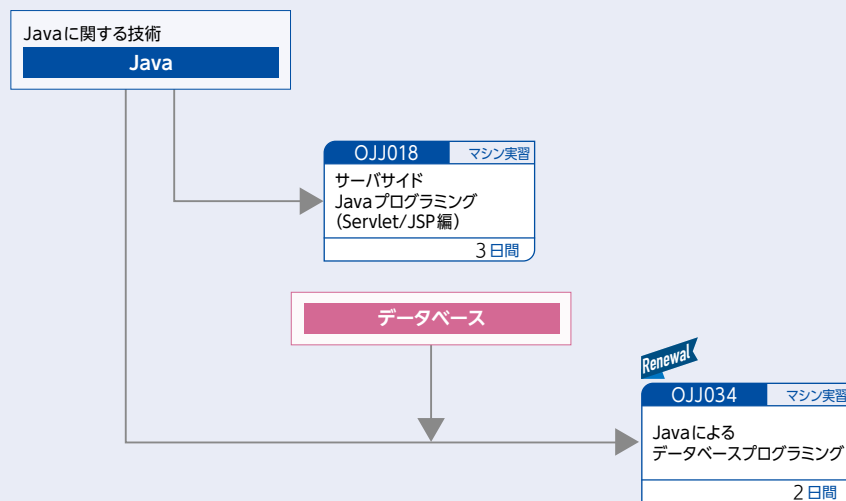 Javaに関する技術
Java
OJJ018 マシン実習
サーバサイド
Javaプログラミング
(Servlet/JSP編)
3日間
データベース
Renewal
OJJ034 マシン実習
Javaによる
データベースプログラミング
2日間